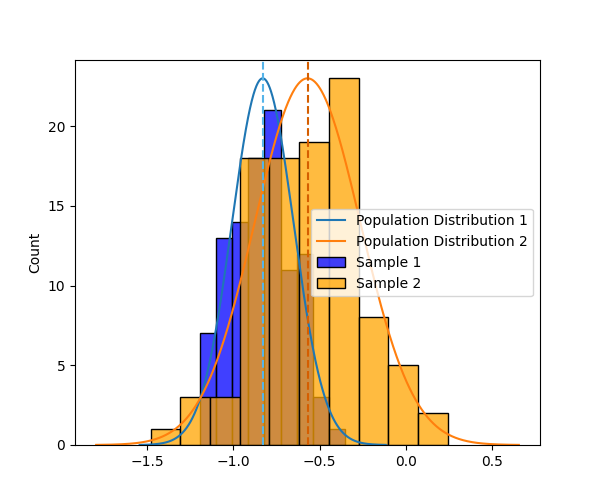 20
15
10
5
0
Count
Population Distribution 1
Population Distribution 2
Sample 1
Sample 2
−1.5 −1.0 −0.5 0.0 0.5